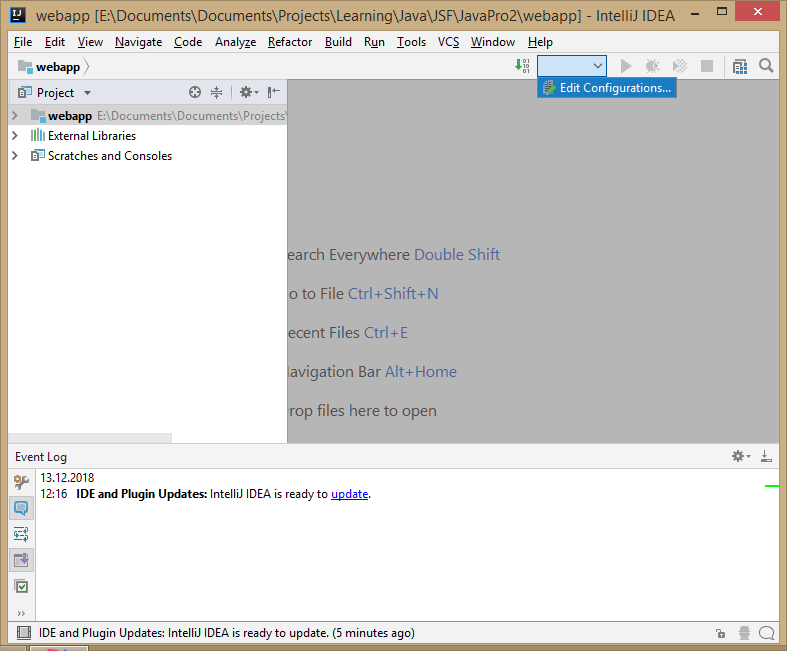 webapp [E:\Documents\Documents\Projects\Learning\Java\JSF\JavaPro2\webapp] - IntelliJ IDEA
File Edit View Navigate Code Analyze Refactor Build Run Tools VCS Window Help
webapp
Edit Configurations...
Project
webapp E:\Documents\Documents\Projects\
External Libraries
Scratches and Consoles
earch Everywhere Double Shift
o to File Ctrl+Shift+N
ecent Files Ctrl+E
avigation Bar Alt+Home
rop files here to open
Event Log
13.12.2018
12:16 IDE and Plugin Updates: IntelliJ IDEA is ready to update.
IDE and Plugin Updates: IntelliJ IDEA is ready to update. (5 minutes ago)